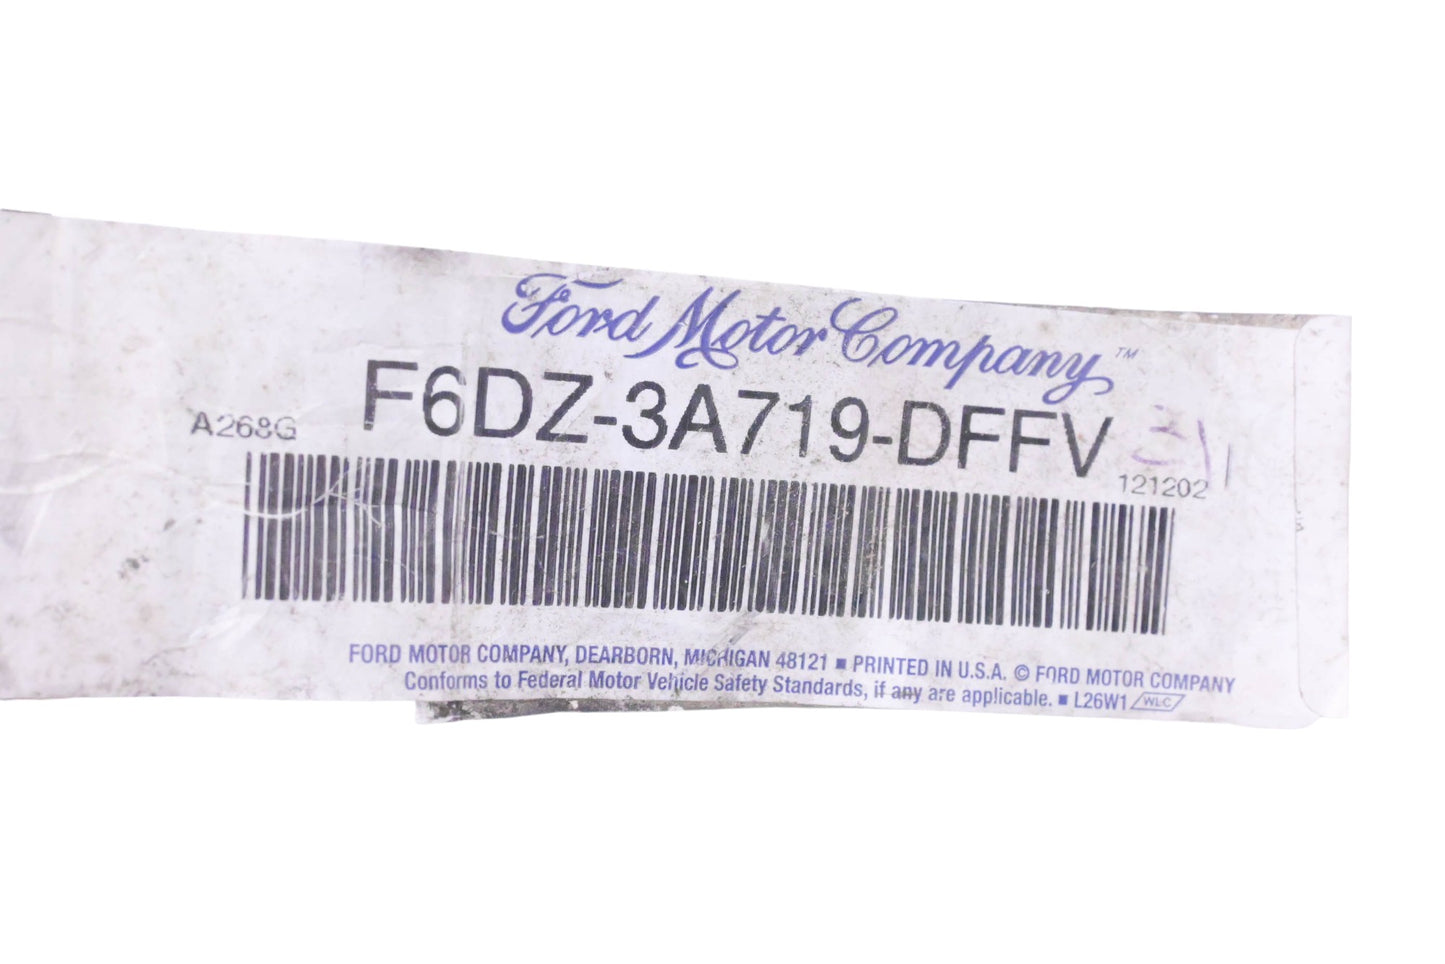 Ford Motor Company™
F6DZ-3A719-DFFV
A268G
121202
FORD MOTOR COMPANY, DEARBORN, MICHIGAN 48121 ■ PRINTED IN U.S.A. © FORD MOTOR COMPANY
Conforms to Federal Motor Vehicle Safety Standards, if any are applicable. ■ L26W1 WLC